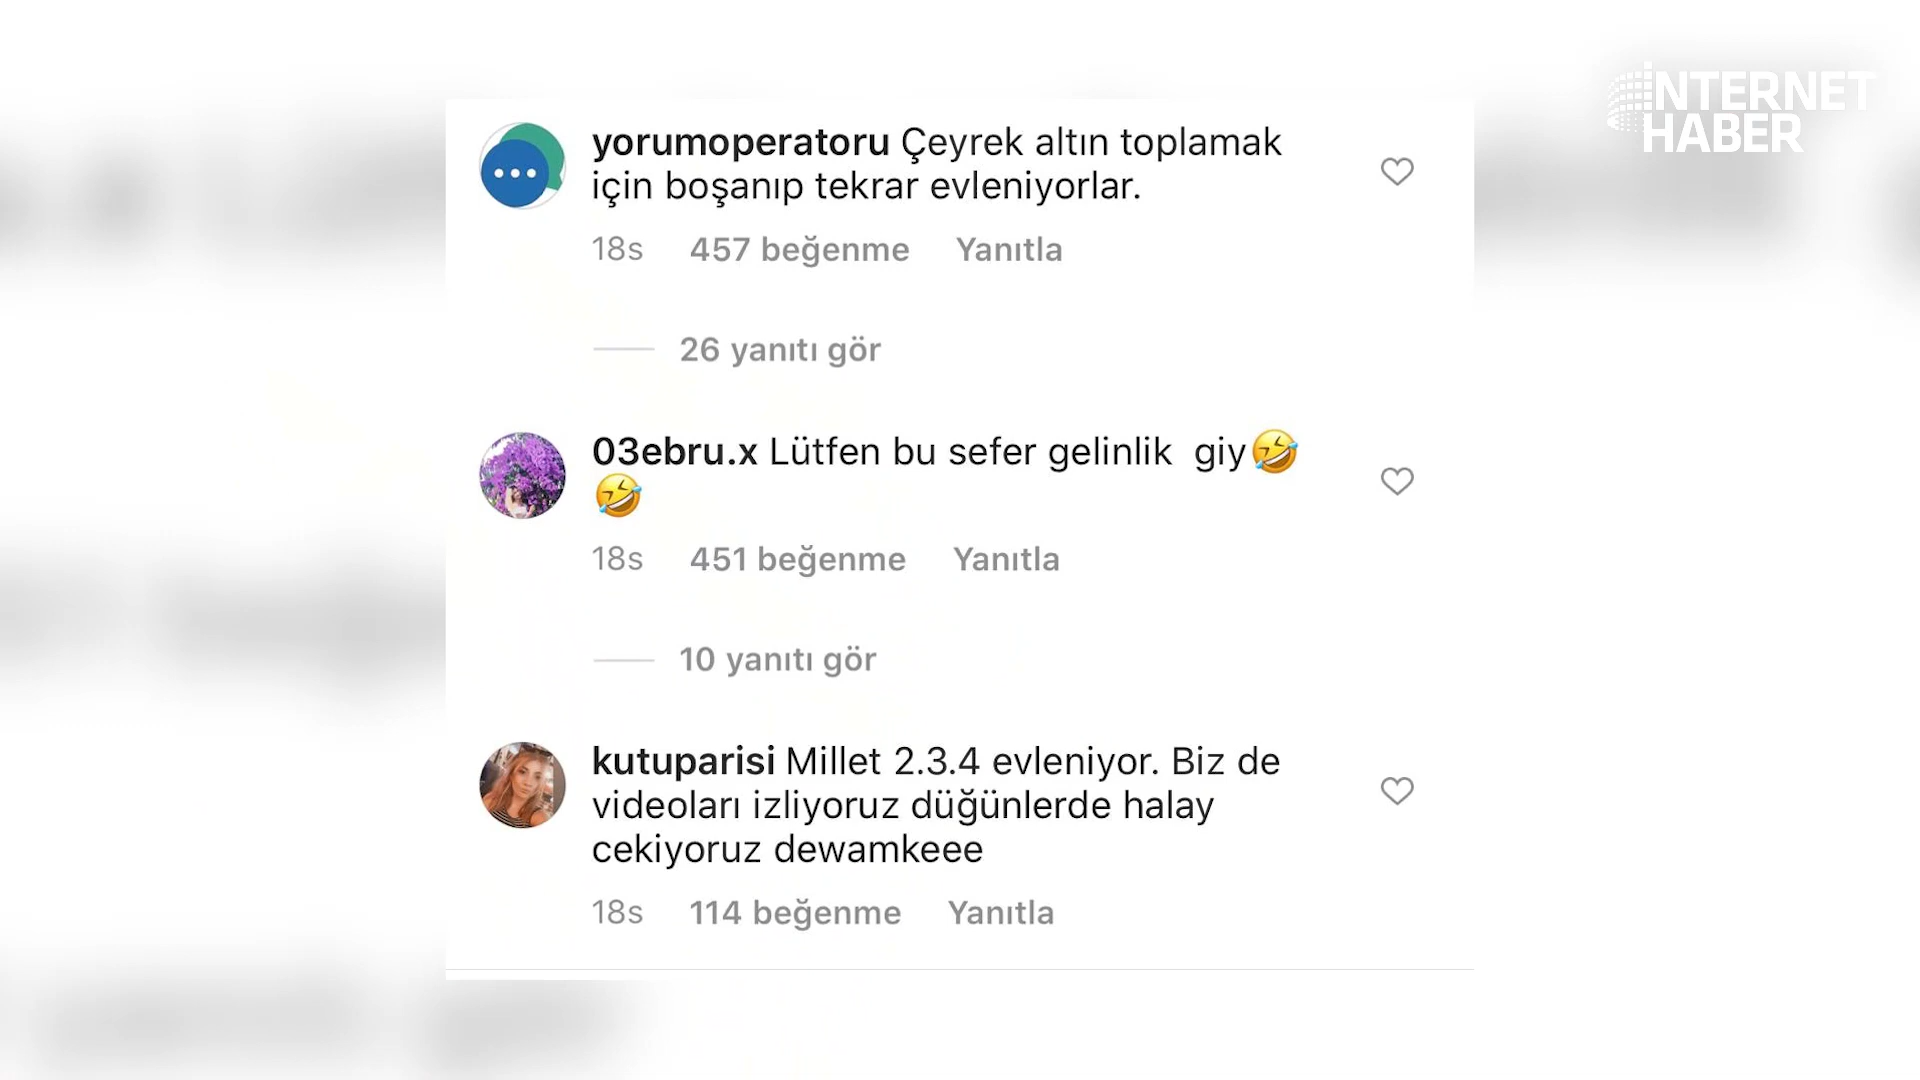 İNTERNET
HABER
yorumoperatoru Çeyrek altın toplamak
için boşanıp tekrar evleniyorlar.
18s 457 beğenme Yanıtla
26 yanıtı gör
03ebru.x Lütfen bu sefer gelinlik giy🤣
🤣
18s 451 beğenme Yanıtla
10 yanıtı gör
kutuparisi Millet 2.3.4 evleniyor. Biz de
videoları izliyoruz düğünlerde halay
cekiyoruz dewamkeee
18s 114 beğenme Yanıtla